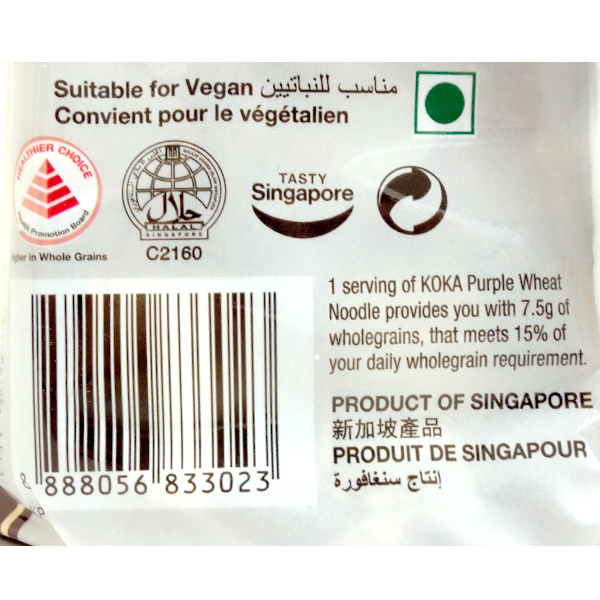 Suitable for Vegan مناسب للنباتيين
Convient pour le végétalien
HEALTHIER CHOICE
Health Promotion Board
Higher in Whole Grains
حلال
HALAL
SINGAPORE
C2160
TASTY
Singapore
1 serving of KOKA Purple Wheat
Noodle provides you with 7.5g of
wholegrains, that meets 15% of
your daily wholegrain requirement.
PRODUCT OF SINGAPORE
新加坡產品
PRODUIT DE SINGAPOUR
إنتاج سنغافورة
8 888056 833023